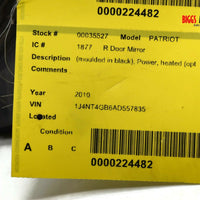 0000224482
BIGGS
Stock # 00035527 Model PATRIOT
IC # 1877 R Door Mirror
Description (moulded in black), Power, heated (opt
Comments
Year 2010
VIN 1J4NT4GB6AD557835
Located
Condition
A B C
0000224482